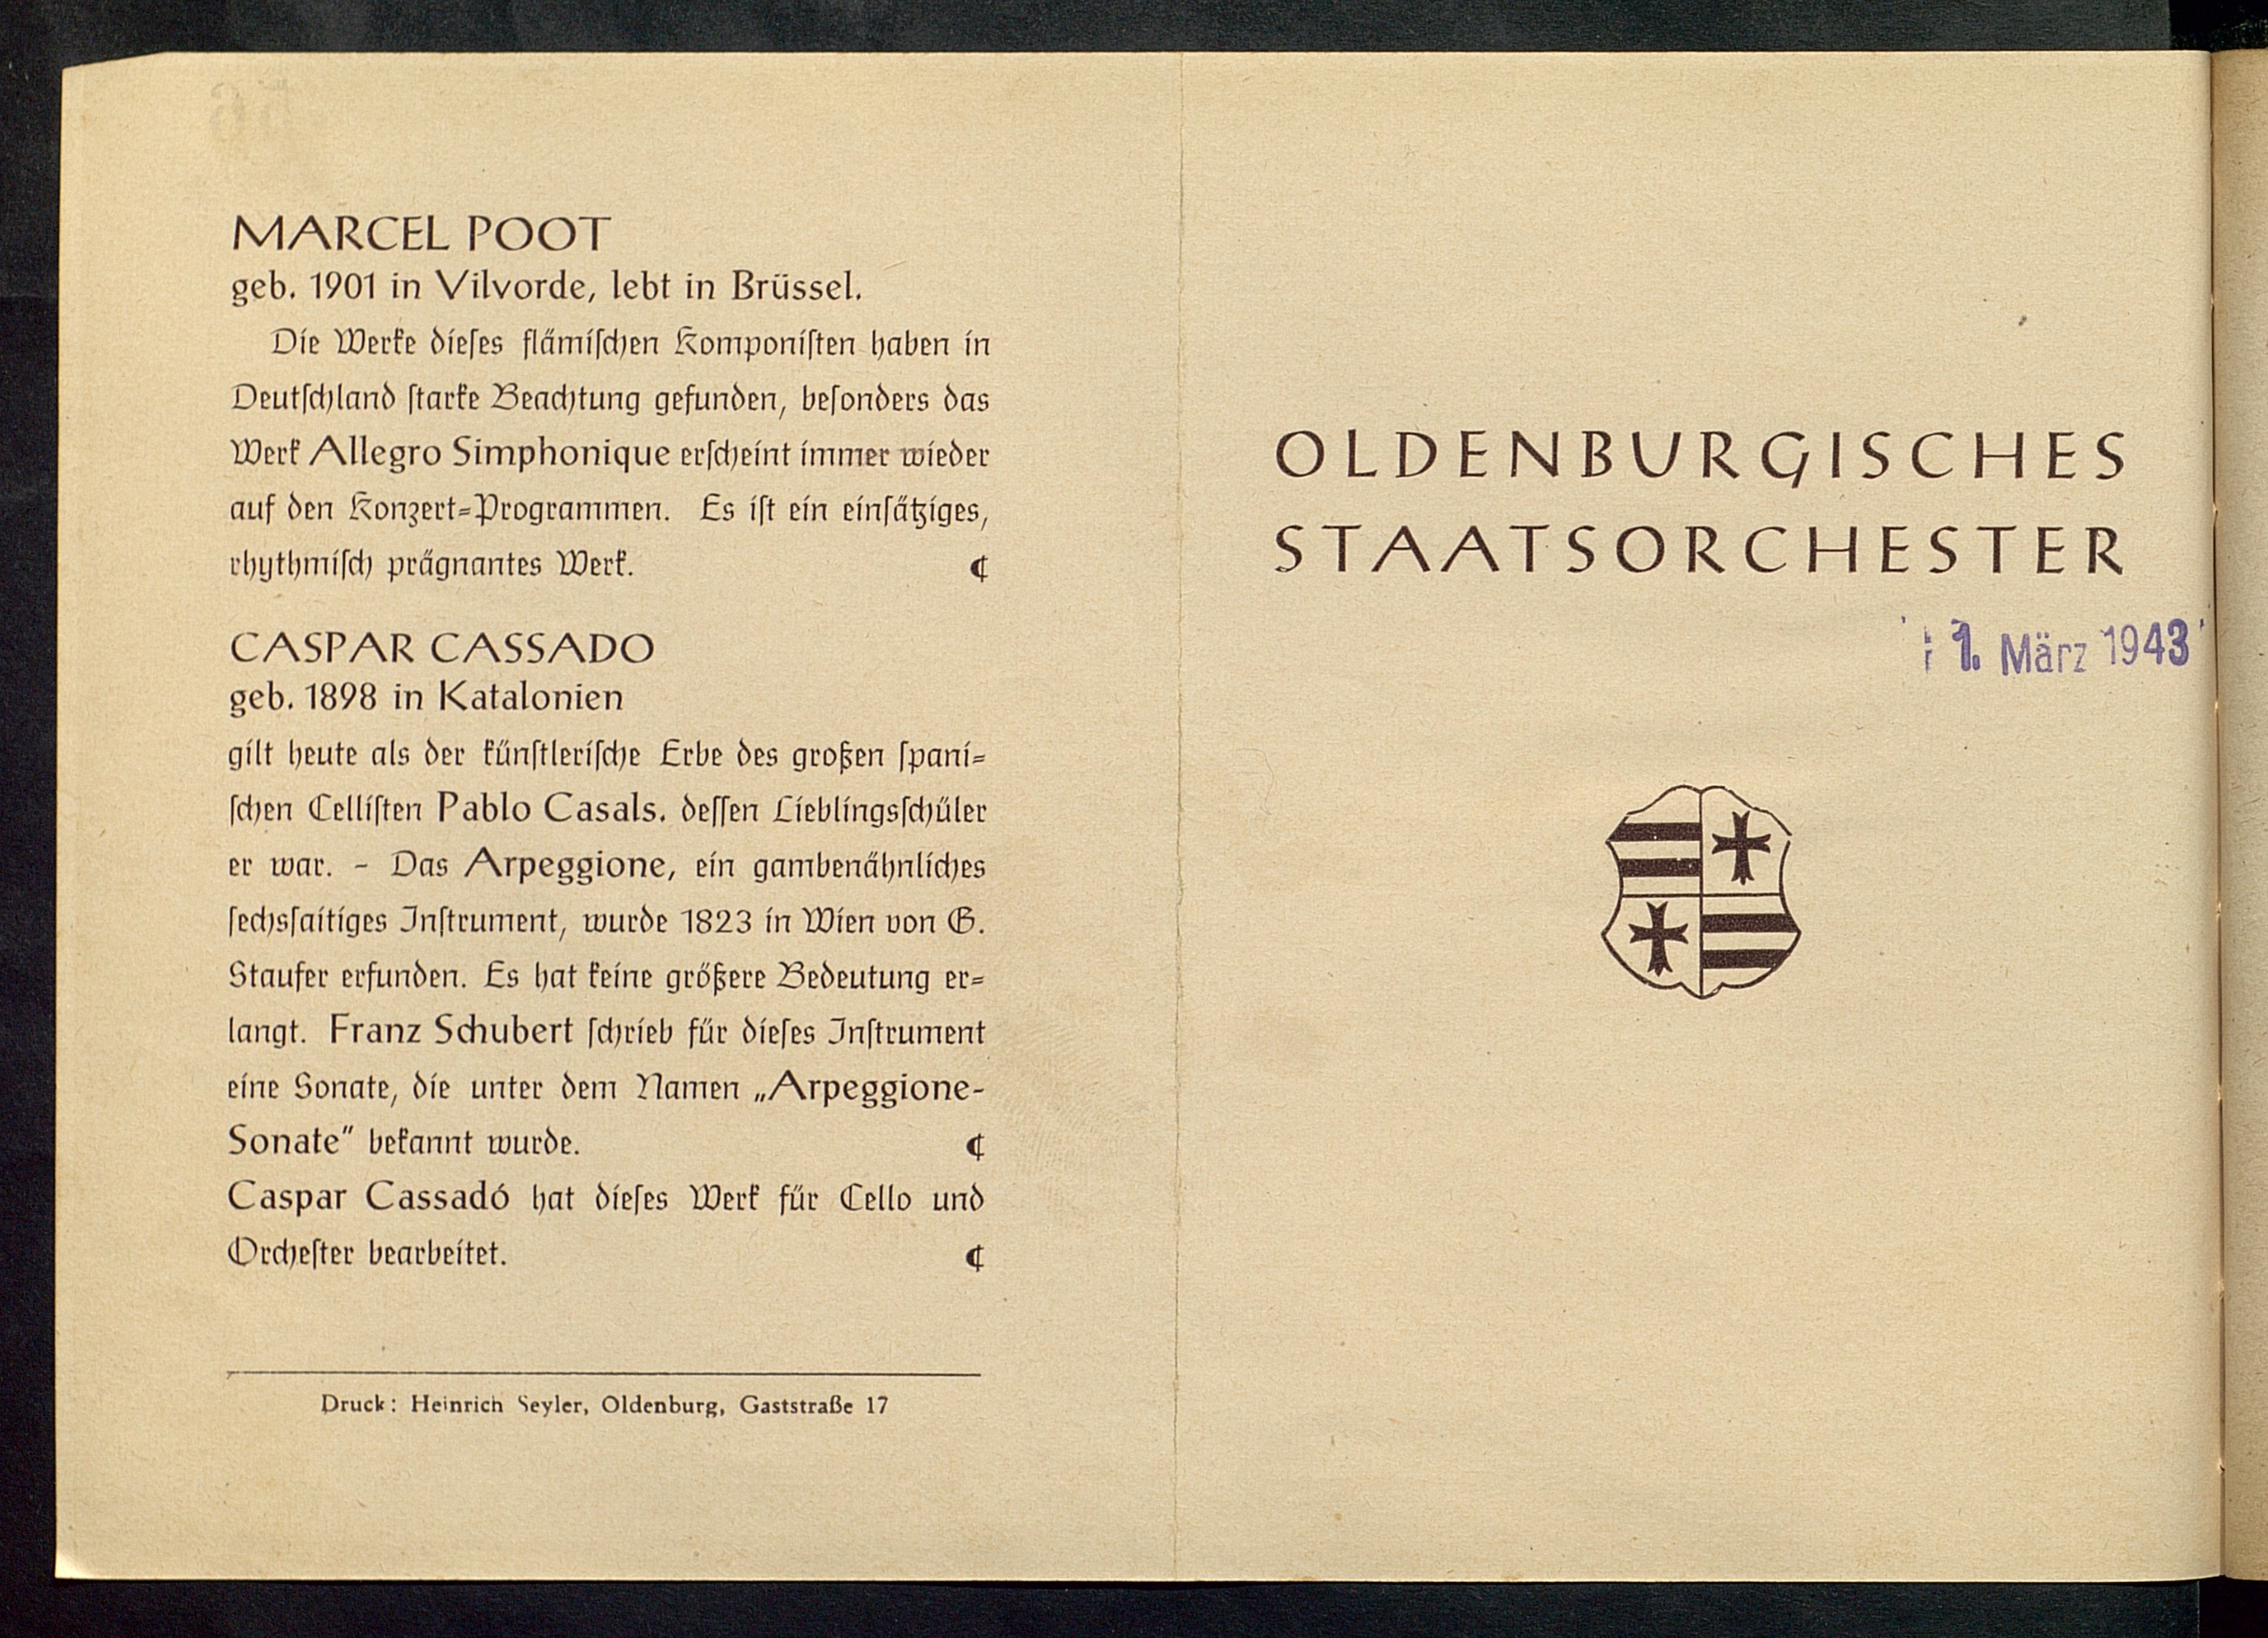 MARCEL POOT
geb. 1901 in Vilvorde, lebt in Brüssel.
Die Werke dieſes flämiſchen Komponiſten haben in
Deutſchland ſtarke Beachtung gefunden, beſonders das
Werk Allegro Simphonique erſcheint immer wieder
auf den Konzert-Programmen. Es iſt ein einſätziges,
rhythmiſch prägnantes Werk. ¢
CASPAR CASSADO
geb. 1898 in Katalonien
gilt heute als der künſtleriſche Erbe des großen ſpani-
ſchen Celliſten Pablo Casals. deſſen Lieblingsſchüler
er war. - Das Arpeggione, ein gambenähnliches
ſechsſaitiges Inſtrument, wurde 1823 in Wien von G.
Staufer erfunden. Es hat keine größere Bedeutung er-
langt. Franz Schubert ſchrieb für dieſes Inſtrument
eine Sonate, die unter dem Namen „Arpeggione-
Sonate" bekannt wurde. ¢
Caspar Cassadó hat dieſes Werk für Cello und
Orcheſter bearbeitet. ¢
Druck: Heinrich Seyler, Oldenburg, Gaststraße 17
OLDENBURGISCHES
STAATSORCHESTER
1. März 1943